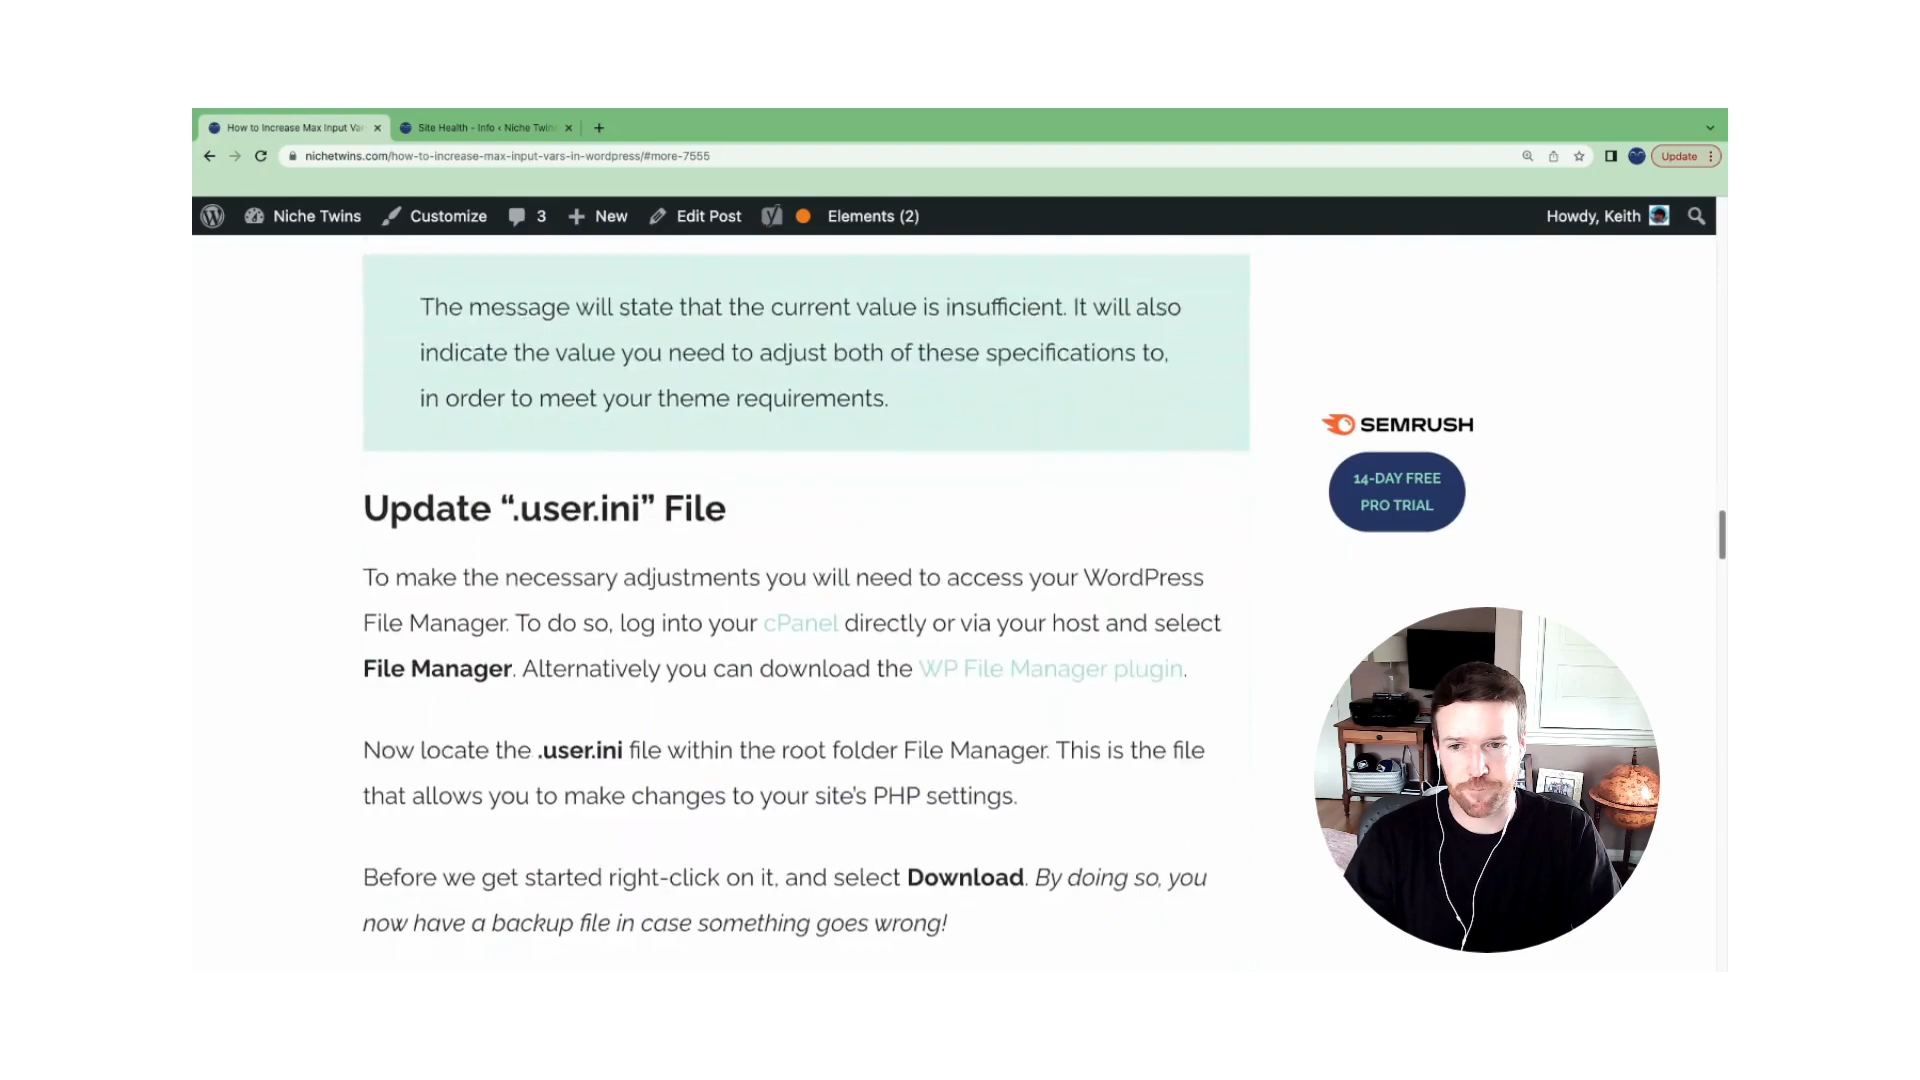 How to Increase Max Input Va
Site Health - Info ‹ Niche Twin
nichetwins.com/how-to-increase-max-input-vars-in-wordpress/#more-7555
Update
Niche Twins
Customize
3
New
Edit Post
Elements (2)
Howdy, Keith
The message will state that the current value is insufficient. It will also
indicate the value you need to adjust both of these specifications to,
in order to meet your theme requirements.
SEMRUSH
14-DAY FREE
PRO TRIAL
Update “.user.ini” File
To make the necessary adjustments you will need to access your WordPress
File Manager. To do so, log into your cPanel directly or via your host and select
File Manager. Alternatively you can download the WP File Manager plugin.
Now locate the .user.ini file within the root folder File Manager. This is the file
that allows you to make changes to your site’s PHP settings.
Before we get started right-click on it, and select Download. By doing so, you
now have a backup file in case something goes wrong!